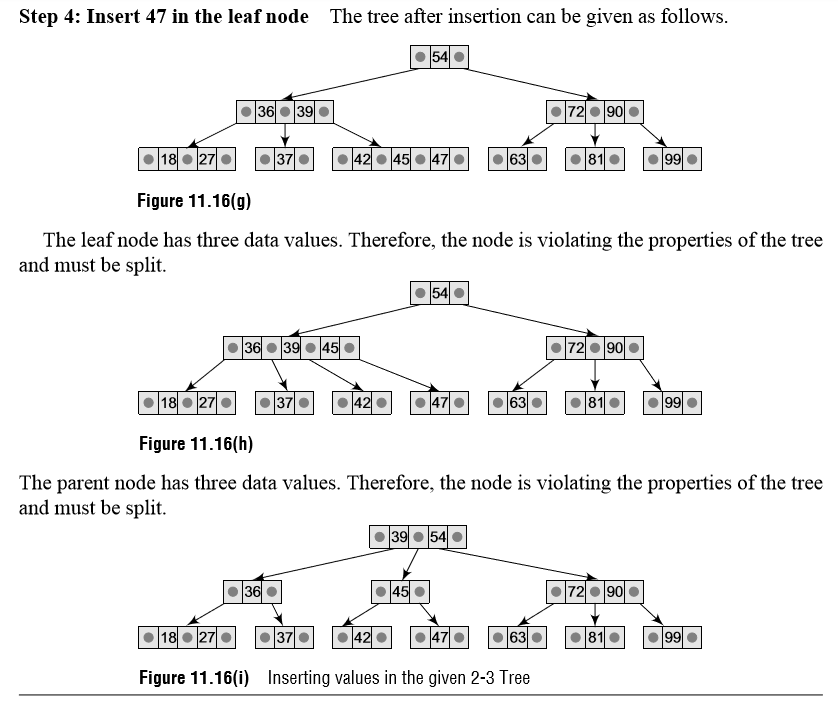 Step 4: Insert 47 in the leaf node The tree after insertion can be given as follows.
54
36 39 72 90
18 27 37 42 45 47 63 81 99
Figure 11.16(g)
The leaf node has three data values. Therefore, the node is violating the properties of the tree
and must be split.
54
36 39 45 72 90
18 27 37 42 47 63 81 99
Figure 11.16(h)
The parent node has three data values. Therefore, the node is violating the properties of the tree
and must be split.
39 54
36 45 72 90
18 27 37 42 47 63 81 99
Figure 11.16(i) Inserting values in the given 2-3 Tree